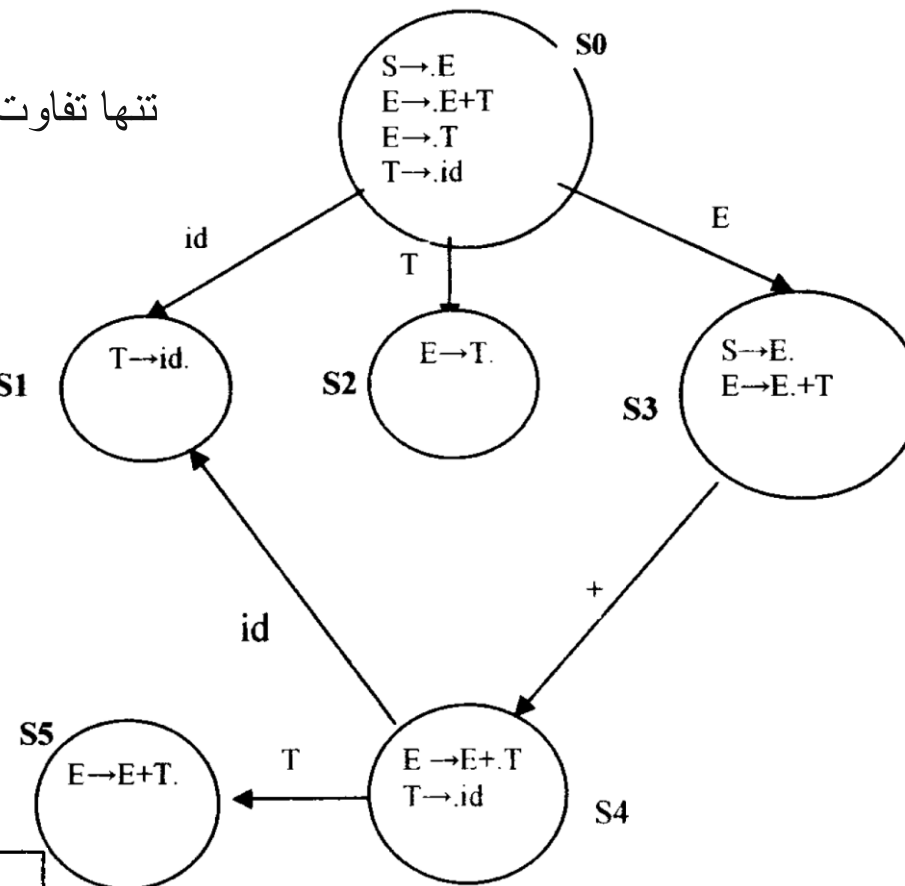 تنها تفاوت
S0
S→.E
E→.E+T
E→.T
T→.id
id
T
E
S1
T→id.
S2
E→T.
S3
S→E.
E→E.+T
id
+
S5
E→E+T.
T
E→E+.T
T→.id
S4